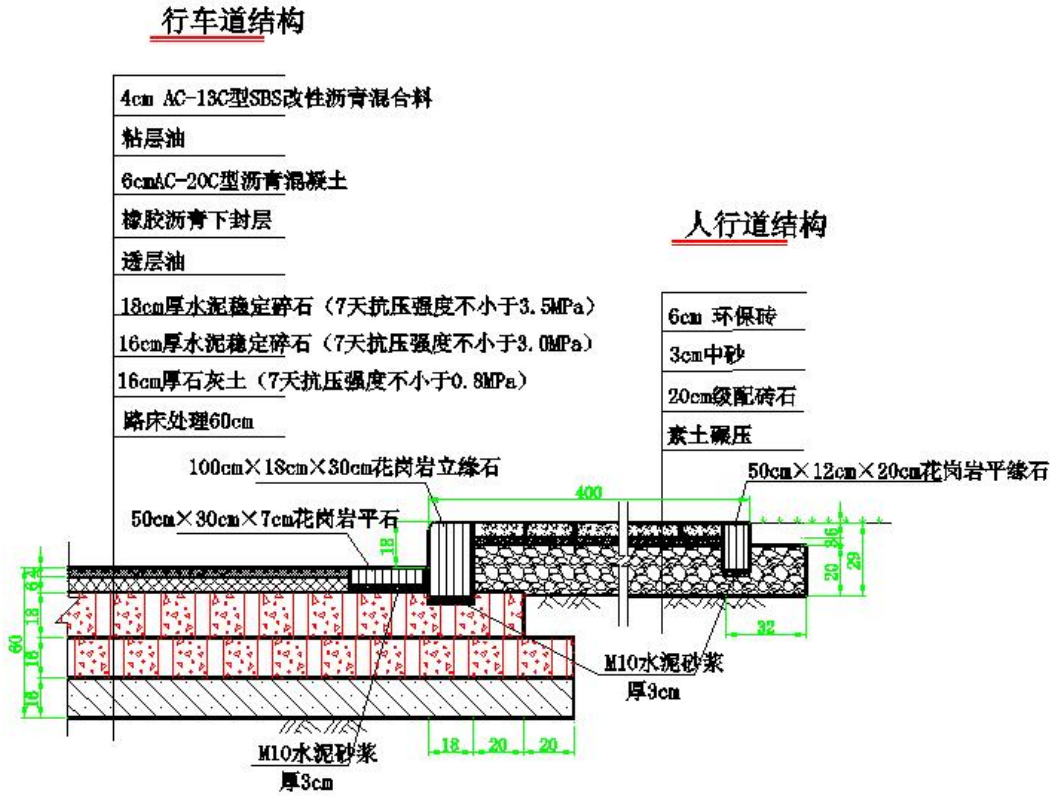 行车道结构
4cm AC-13C型SBS改性沥青混合料
粘层油
6cmAC-20C型沥青混凝土
橡胶沥青下封层
透层油
18cm厚水泥稳定碎石（7天抗压强度不小于3.5MPa）
16cm厚水泥稳定碎石（7天抗压强度不小于3.0MPa）
16cm厚石灰土（7天抗压强度不小于0.8MPa）
路床处理60cm
人行道结构
6cm 环保砖
3cm中砂
20cm级配砖石
素土碾压
100cm×18cm×30cm花岗岩立缘石
50cm×12cm×20cm花岗岩平缘石
50cm×30cm×7cm花岗岩平石
400
18
36
20
29
32
6
4
18
16
16
60
M10水泥砂浆
厚3cm
18
20
20
M10水泥砂浆
厚3cm